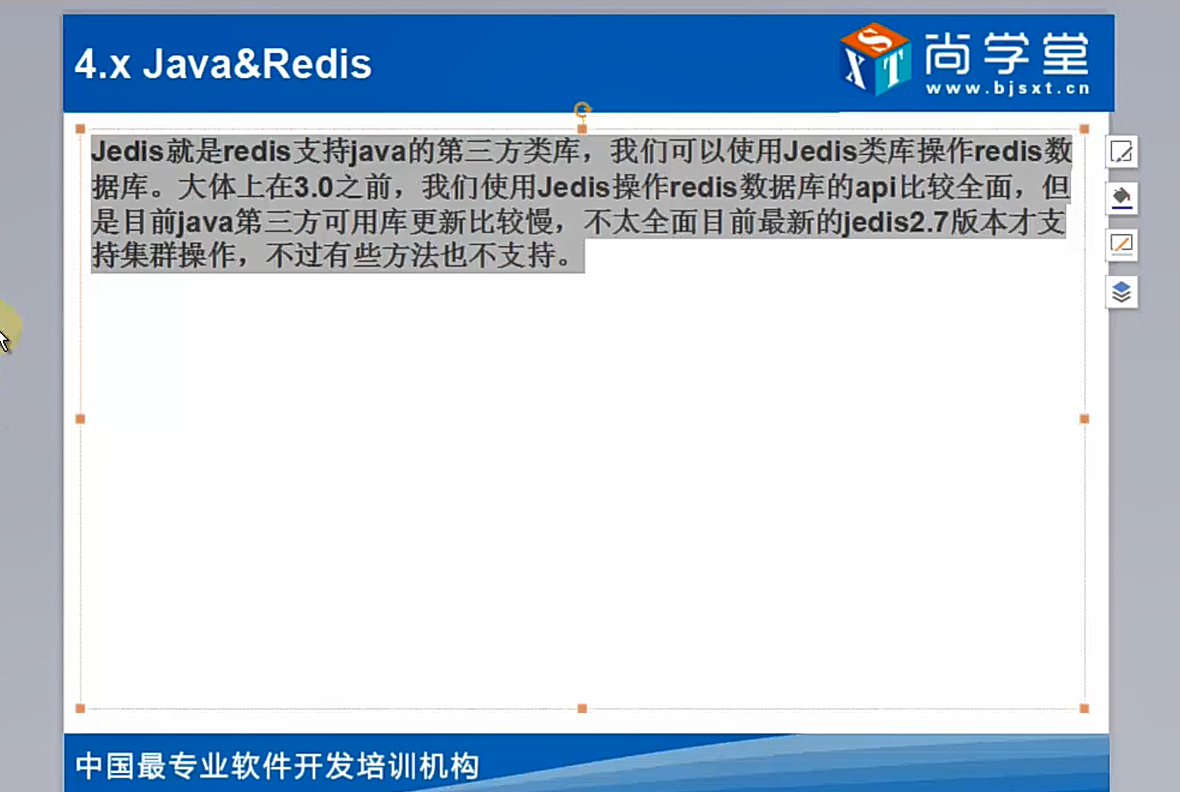 4.x Java&Redis
SXT
尚学堂
www.bjsxt.cn
Jedis就是redis支持java的第三方类库，我们可以使用Jedis类库操作redis数
据库。大体上在3.0之前，我们使用Jedis操作redis数据库的api比较全面，但
是目前java第三方可用库更新比较慢，不太全面目前最新的jedis2.7版本才支
持集群操作，不过有些方法也不支持。
中国最专业软件开发培训机构